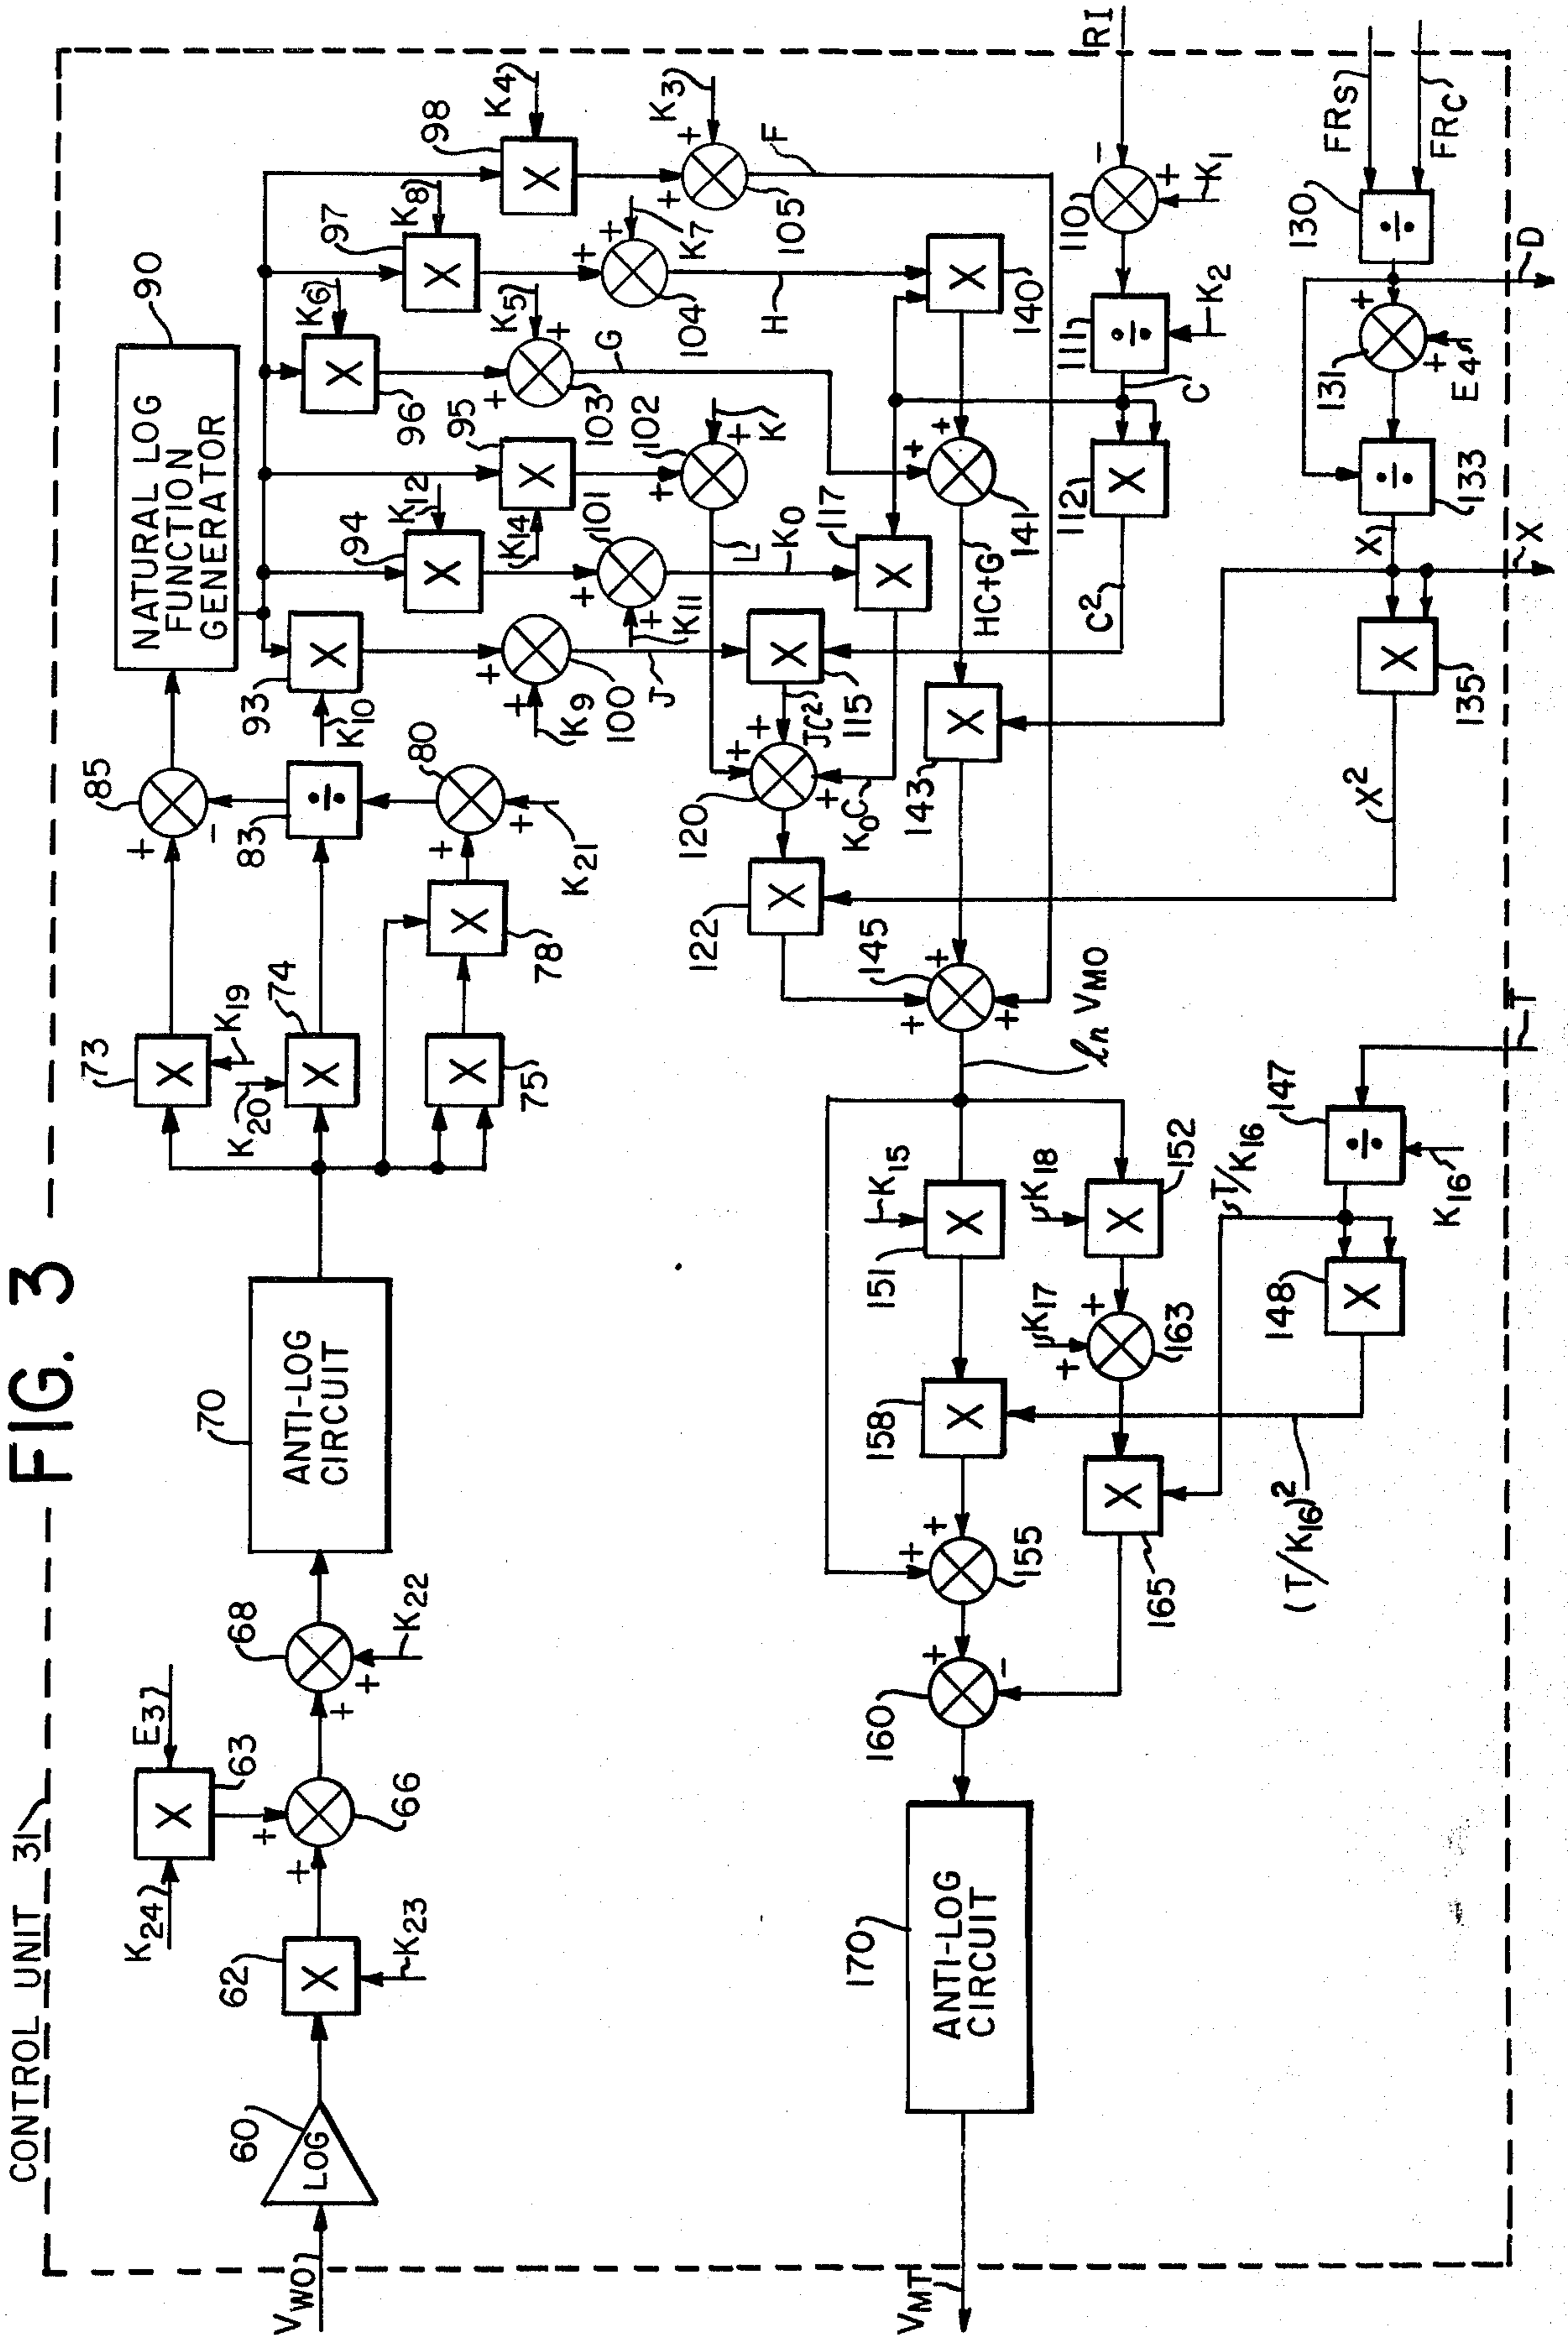 FIG. 3
CONTROL UNIT 31
VWO
60
LOG
62
K23
K24
E3
63
66
68
K22
70
ANTI-LOG
CIRCUIT
73
K19
K20
74
75
78
80
K21
83
85
+
-
NATURAL LOG
FUNCTION
GENERATOR
90
93
K10
94
K12
95
K14
96
K6
97
K8
98
K4
100
K9
101
K11
102
K
103
K5
104
K7
105
K3
J
K0
L
G
H
F
RI
110
K1
111
K2
C
112
C2
115
JC2
117
K0C
120
122
140
141
HC+G
143
145
ln VMO
FRS
FRC
130
D
131
E4
133
X
X
135
X2
T
147
K16
T/K16
148
(T/K16)2
K15
151
K18
152
K17
163
158
165
155
160
170
ANTI-LOG
CIRCUIT
VMT